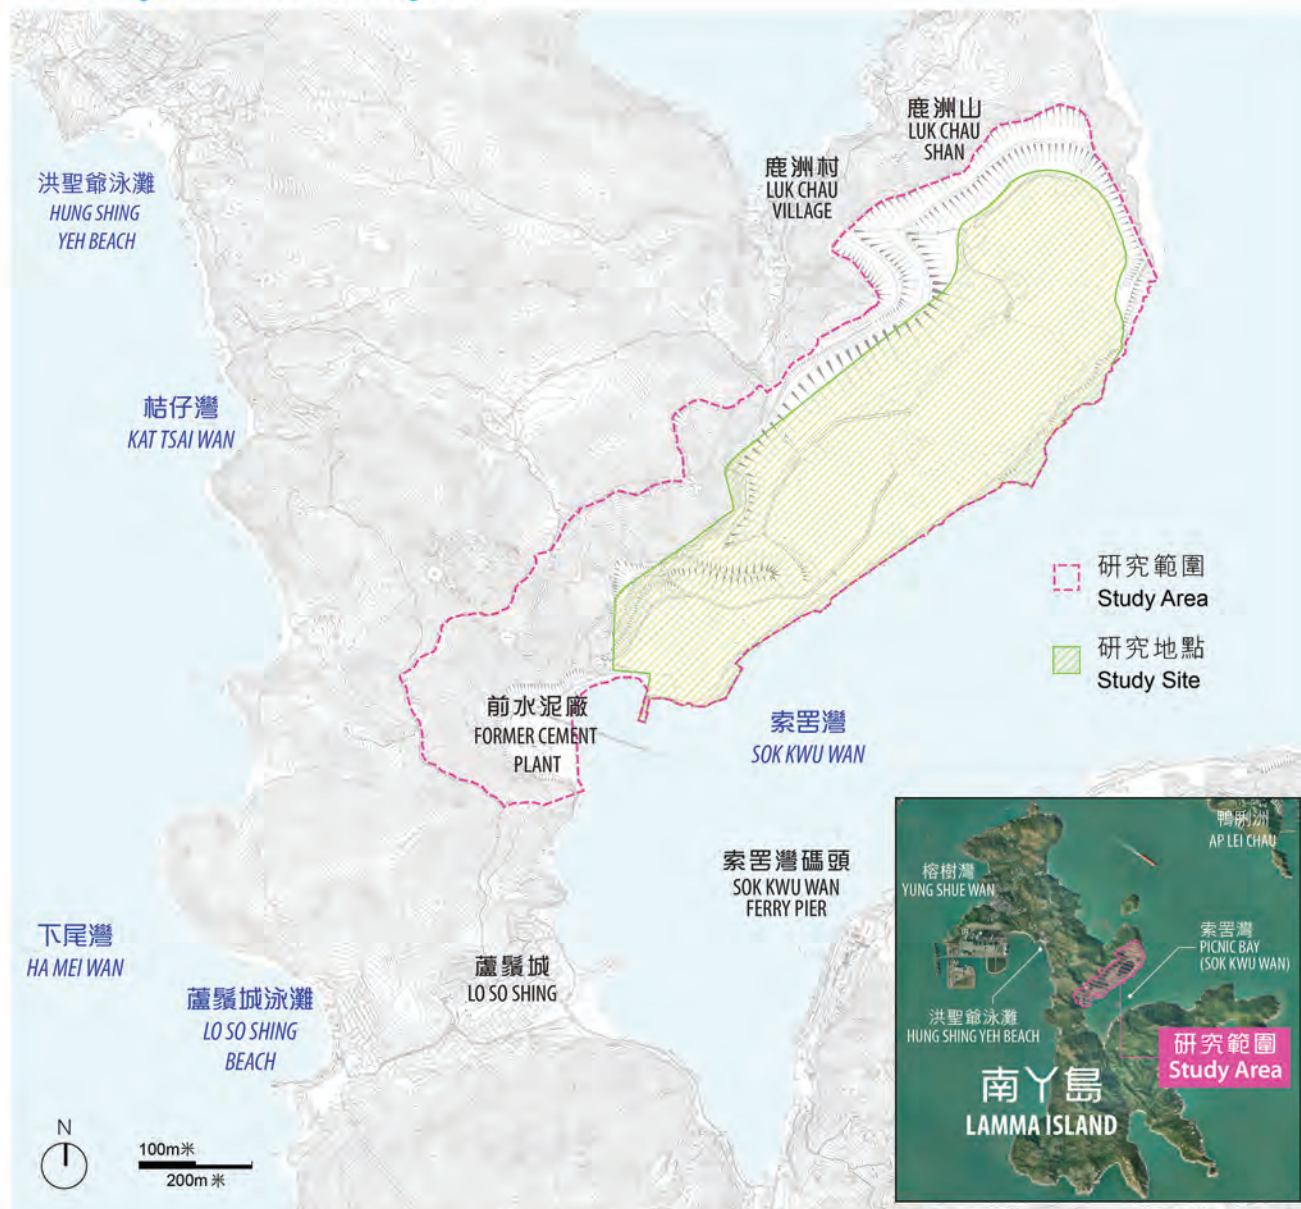 鹿洲山
LUK CHAU
SHAN
鹿洲村
LUK CHAU
VILLAGE
洪聖爺泳灘
HUNG SHING
YEH BEACH
桔仔灣
KAT TSAI WAN
研究範圍
Study Area
研究地點
Study Site
前水泥廠
FORMER CEMENT
PLANT
索罟灣
SOK KWU WAN
索罟灣碼頭
SOK KWU WAN
FERRY PIER
下尾灣
HA MEI WAN
蘆鬚城
LO SO SHING
蘆鬚城泳灘
LO SO SHING
BEACH
N
100m米
200m 米
鴨脷洲
AP LEI CHAU
榕樹灣
YUNG SHUE WAN
索罟灣
PICNIC BAY
(SOK KWU WAN)
洪聖爺泳灘
HUNG SHING YEH BEACH
研究範圍
Study Area
南丫島
LAMMA ISLAND